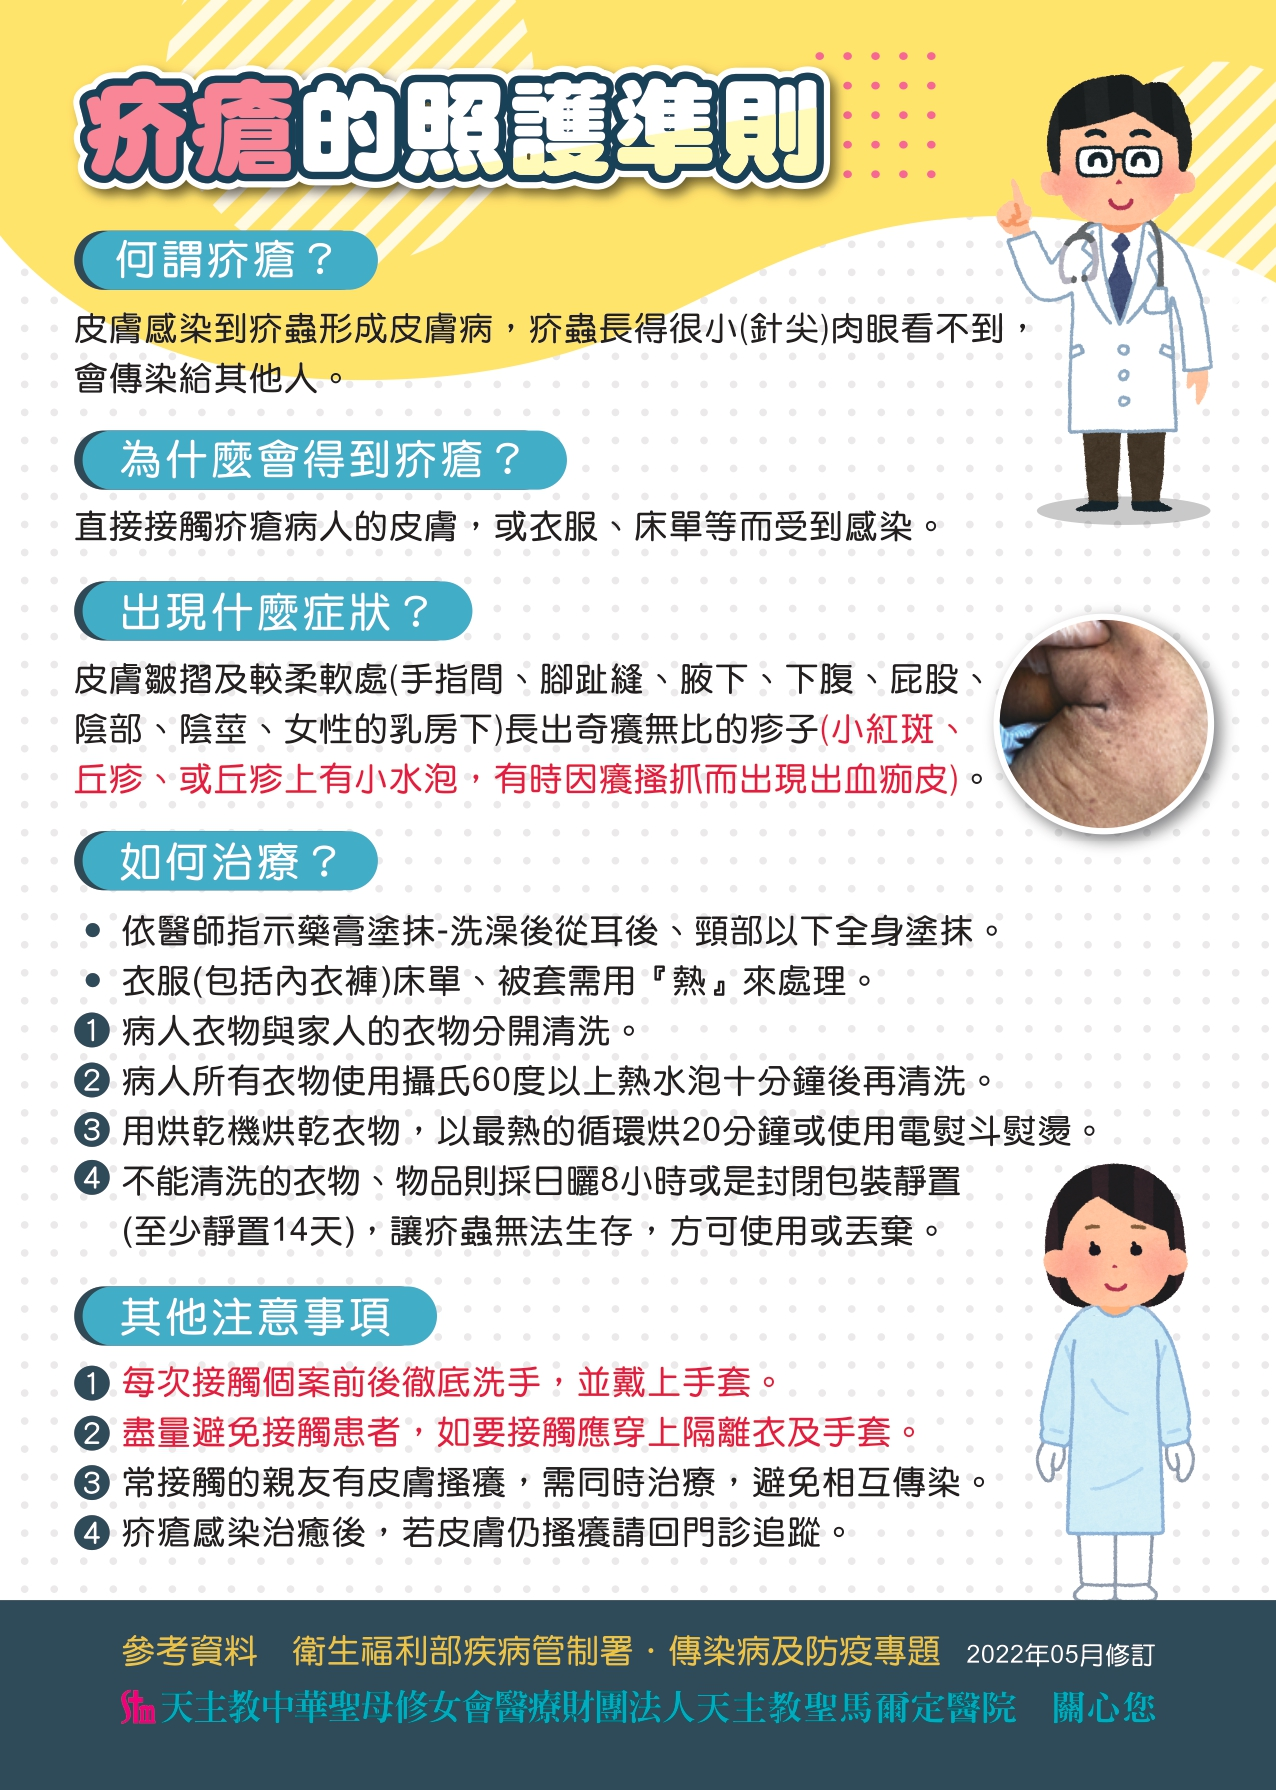 疥瘡的照護準則
何謂疥瘡？
皮膚感染到疥蟲形成皮膚病，疥蟲長得很小(針尖)肉眼看不到，
會傳染給其他人。
為什麼會得到疥瘡？
直接接觸疥瘡病人的皮膚，或衣服、床單等而受到感染。
出現什麼症狀？
皮膚皺摺及較柔軟處(手指間、腳趾縫、腋下、下腹、屁股、
陰部、陰莖、女性的乳房下)長出奇癢無比的疹子(小紅斑、
丘疹、或丘疹上有小水泡，有時因癢搔抓而出現出血痂皮)。
如何治療？
• 依醫師指示藥膏塗抹-洗澡後從耳後、頸部以下全身塗抹。
• 衣服(包括內衣褲)床單、被套需用『熱』來處理。
1 病人衣物與家人的衣物分開清洗。
2 病人所有衣物使用攝氏60度以上熱水泡十分鐘後再清洗。
3 用烘乾機烘乾衣物，以最熱的循環烘20分鐘或使用電熨斗熨燙。
4 不能清洗的衣物、物品則採日曬8小時或是封閉包裝靜置
(至少靜置14天)，讓疥蟲無法生存，方可使用或丟棄。
其他注意事項
1 每次接觸個案前後徹底洗手，並戴上手套。
2 盡量避免接觸患者，如要接觸應穿上隔離衣及手套。
3 常接觸的親友有皮膚搔癢，需同時治療，避免相互傳染。
4 疥瘡感染治癒後，若皮膚仍搔癢請回門診追蹤。
參考資料 衛生福利部疾病管制署．傳染病及防疫專題 2022年05月修訂
Stm 天主教中華聖母修女會醫療財團法人天主教聖馬爾定醫院 關心您